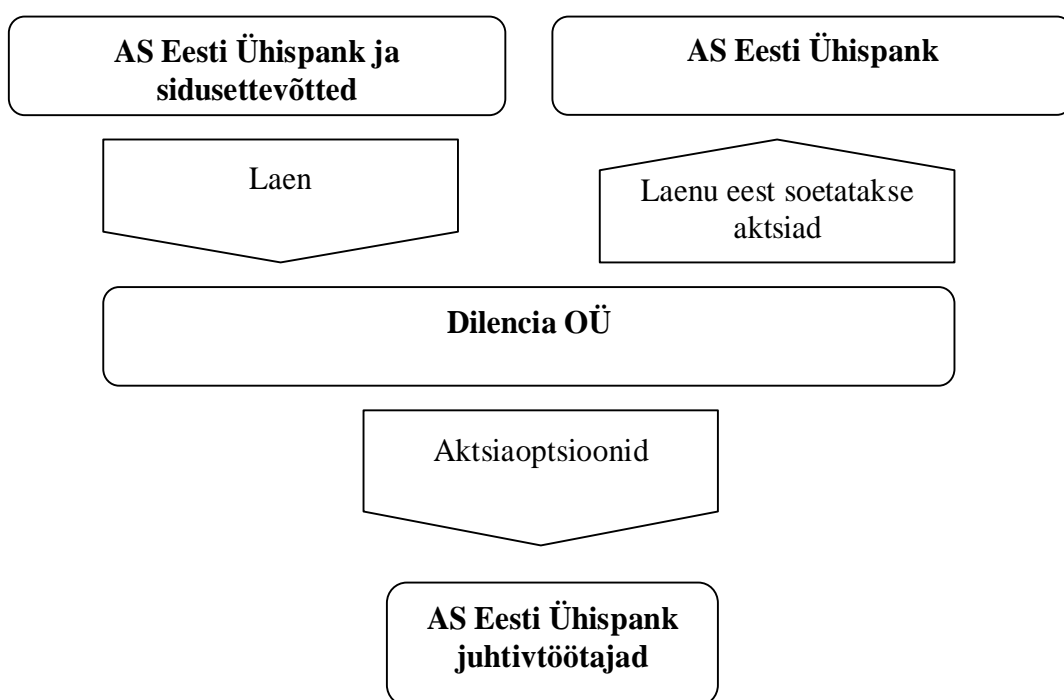 AS Eesti Ühispank ja
sidusettevõtted
AS Eesti Ühispank
Laen
Laenu eest soetatakse
aktsiad
Dilencia OÜ
Aktsiaoptsioonid
AS Eesti Ühispank
juhtivtöötajad